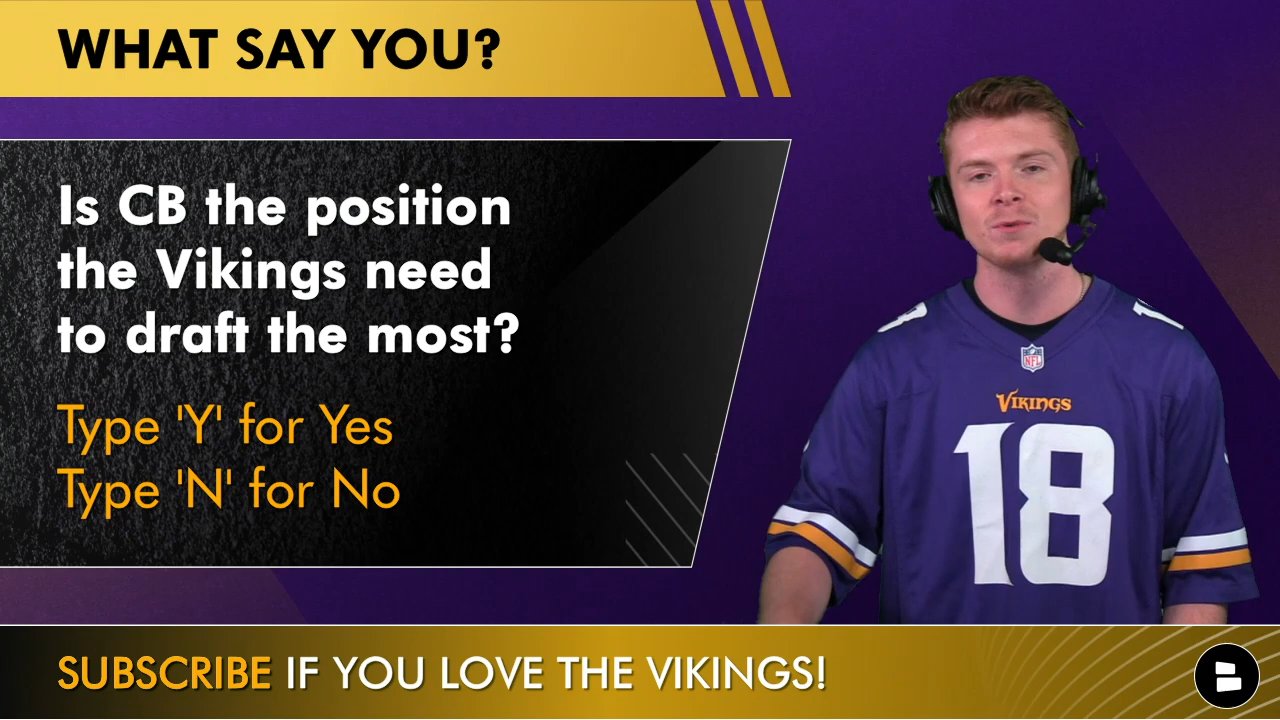 WHAT SAY YOU?
Is CB the position
the Vikings need
to draft the most?
Type 'Y' for Yes
Type 'N' for No
NFL
VIKINGS
18
SUBSCRIBE IF YOU LOVE THE VIKINGS!